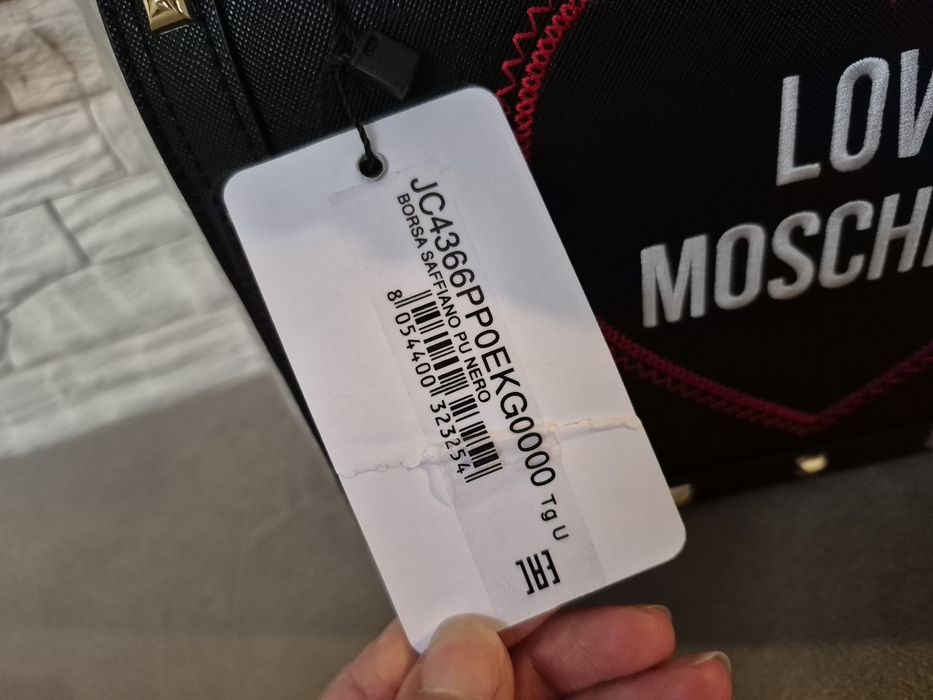 JC4366PP0EKG0000 Tg U
BORSA SAFFIANO PU NERO
8 054400 323254
EAC
LOV
MOSCH